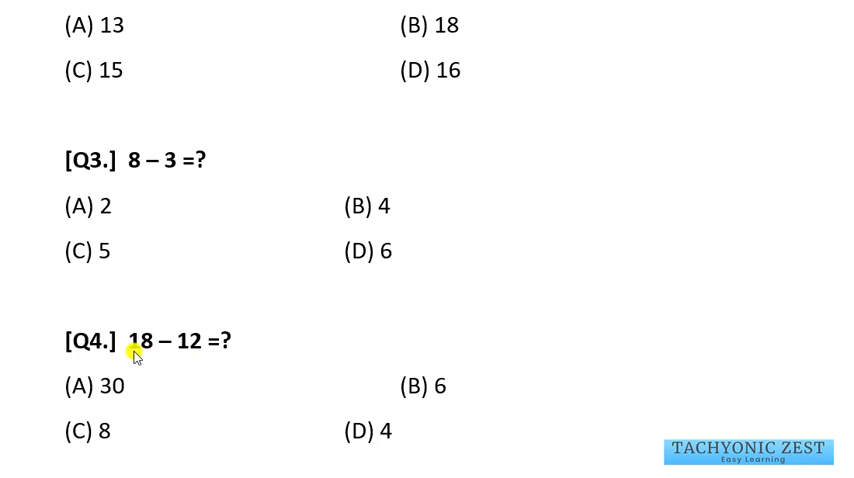 (A) 13 (B) 18
(C) 15 (D) 16
[Q3.] 8 – 3 =?
(A) 2 (B) 4
(C) 5 (D) 6
[Q4.] 18 – 12 =?
(A) 30 (B) 6
(C) 8 (D) 4
TACHYONIC ZEST
Easy Learning